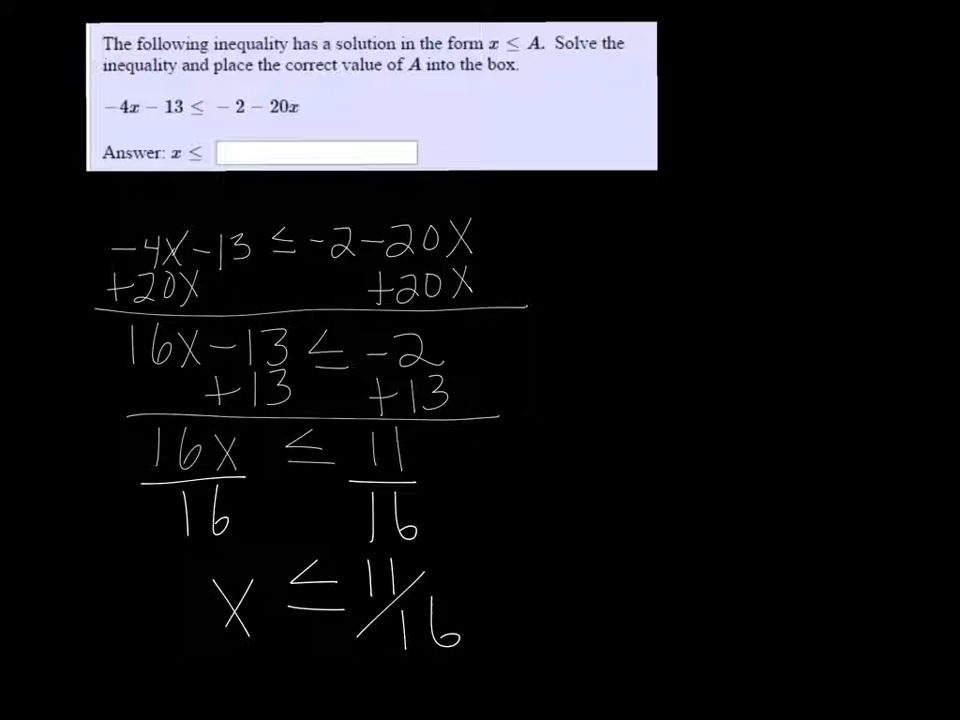 The following inequality has a solution in the form x ≤ A. Solve the
inequality and place the correct value of A into the box.
−4x − 13 ≤ − 2 − 20x
Answer: x ≤
−4x−13 ≤ −2−20x
+20x +20x
16x−13 ≤ −2
+13 +13
16x ≤ 11
16 16
x ≤ 11/16